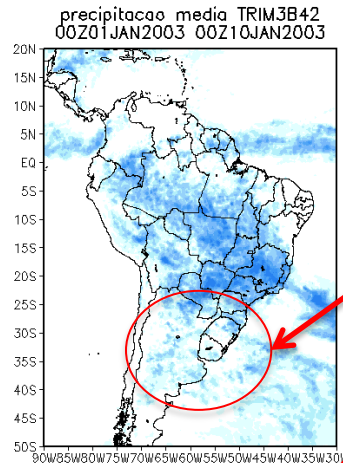 precipitacao media TRIM3B42
00Z01JAN2003 00Z10JAN2003
20N
15N
10N
5N
EQ
5S
10S
15S
20S
25S
30S
35S
40S
45S
50S
90W85W80W75W70W65W60W55W50W45W40W35W30W